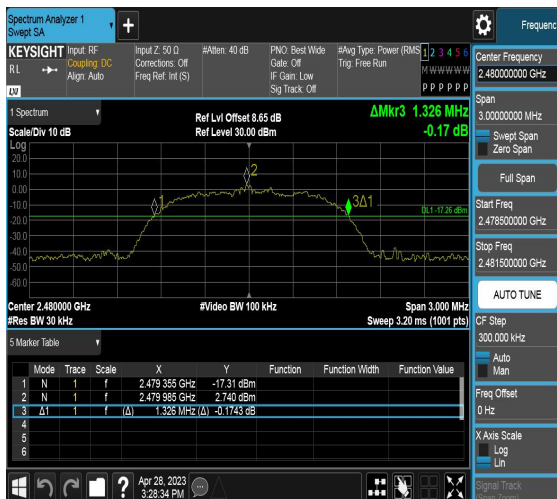 Spectrum Analyzer 1
Swept SA
Frequenc
KEYSIGHT
Input: RF
Input Z: 50 Ω
#Atten: 40 dB
PNO: Best Wide
#Avg Type: Power (RMS
1 2 3 4 5 6
R L
Coupling: DC
Corrections: Off
Gate: Off
Trig: Free Run
M W W W W W
Align: Auto
Freq Ref: Int (S)
IF Gain: Low
Sig Track: Off
P P P P P P
LXI
1 Spectrum
Ref Lvl Offset 8.65 dB
ΔMkr3 1.326 MHz
Scale/Div 10 dB
Ref Level 30.00 dBm
-0.17 dB
Log
20.0
10.0
0.00
-10.0
-20.0
-30.0
-40.0
-50.0
-60.0
1
2
3Δ1
DL1 -17.26 dBm
Center 2.480000 GHz
#Video BW 100 kHz
Span 3.000 MHz
#Res BW 30 kHz
Sweep 3.20 ms (1001 pts)
5 Marker Table
Mode Trace Scale X Y Function Function Width Function Value
1 N 1 f 2.479 355 GHz -17.31 dBm
2 N 1 f 2.479 985 GHz 2.740 dBm
3 Δ1 1 f (Δ) 1.326 MHz (Δ) -0.1743 dB
4
5
6
Apr 28, 2023
3:28:34 PM
Center Frequency
2.480000000 GHz
Span
3.00000000 MHz
Swept Span
Zero Span
Full Span
Start Freq
2.478500000 GHz
Stop Freq
2.481500000 GHz
AUTO TUNE
CF Step
300.000 kHz
Auto
Man
Freq Offset
0 Hz
X Axis Scale
Log
Lin
Signal Track
(Span Zoom)